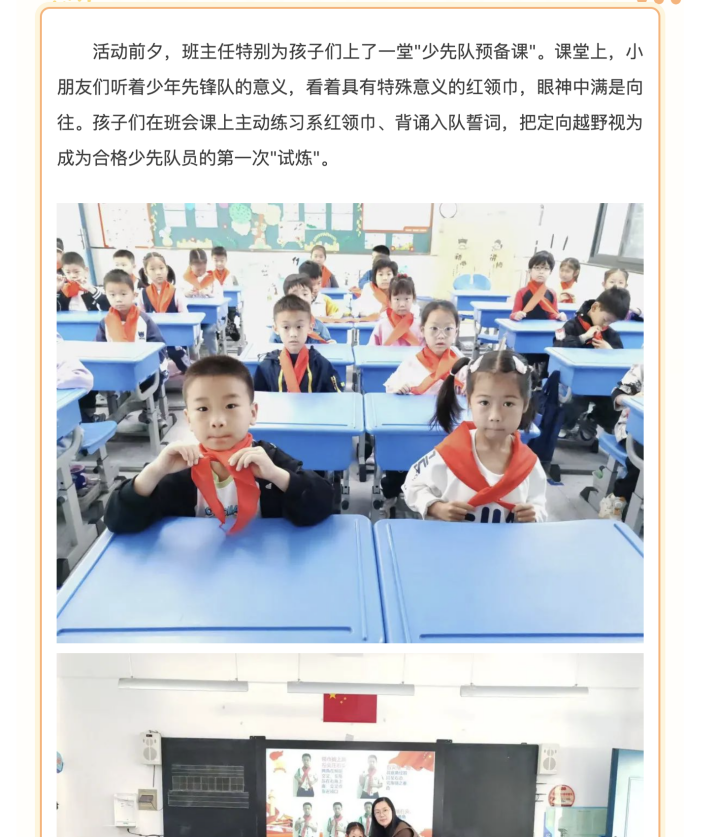 活动前夕，班主任特别为孩子们上了一堂"少先队预备课"。课堂上，小
朋友们听着少年先锋队的意义，看着具有特殊意义的红领巾，眼神中满是向
往。孩子们在班会课上主动练习系红领巾、背诵入队誓词，把定向越野视为
成为合格少先队员的第一次"试炼"。